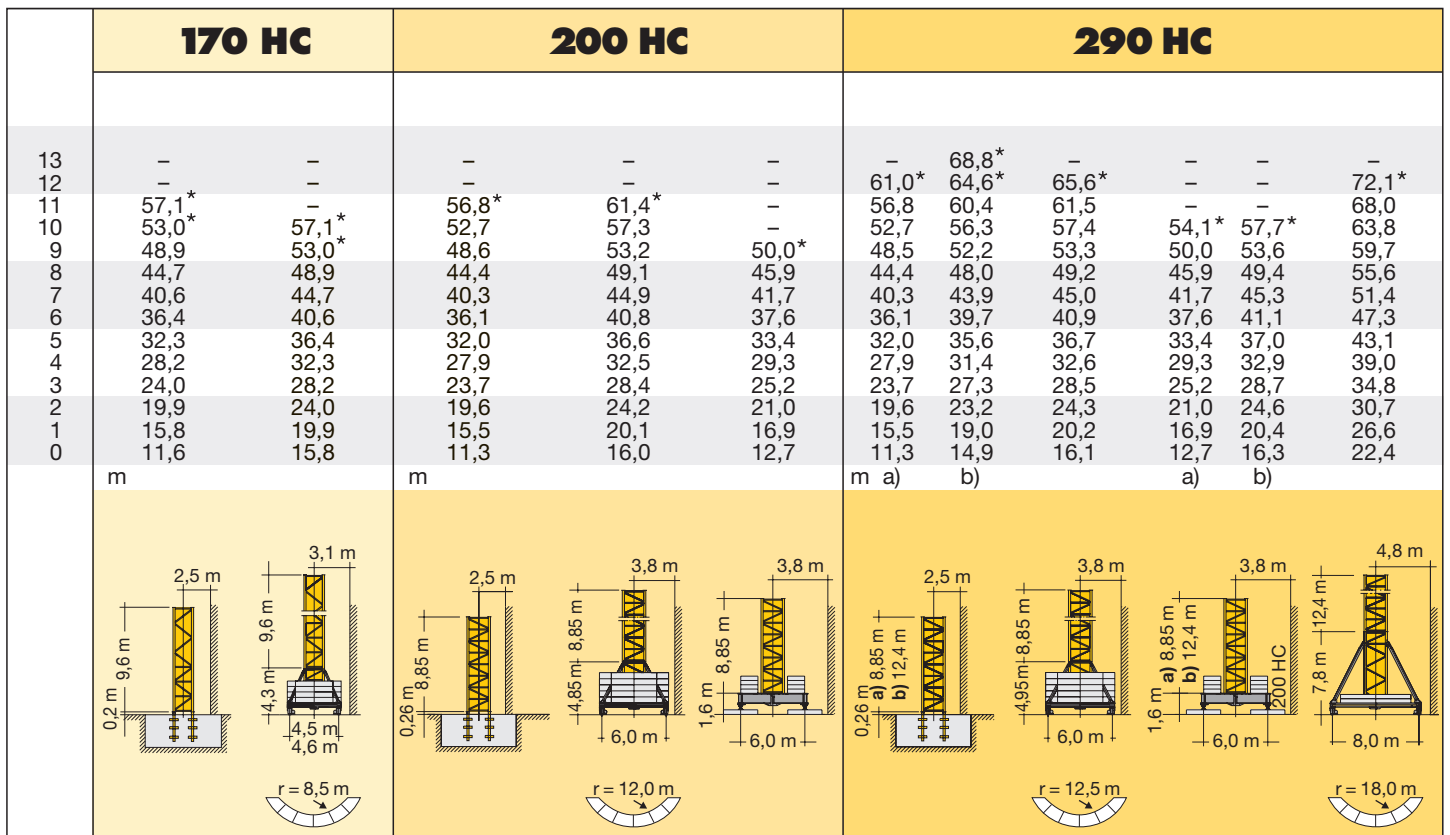 170 HC 200 HC 290 HC
13 – – – – – – 68,8* – – – –
12 – – – – – 61,0* 64,6* 65,6* – – 72,1*
11 57,1* – 56,8* 61,4* – 56,8 60,4 61,5 – – 68,0
10 53,0* 57,1* 52,7 57,3 – 52,7 56,3 57,4 54,1* 57,7* 63,8
9 48,9 53,0* 48,6 53,2 50,0* 48,5 52,2 53,3 50,0 53,6 59,7
8 44,7 48,9 44,4 49,1 45,9 44,4 48,0 49,2 45,9 49,4 55,6
7 40,6 44,7 40,3 44,9 41,7 40,3 43,9 45,0 41,7 45,3 51,4
6 36,4 40,6 36,1 40,8 37,6 36,1 39,7 40,9 37,6 41,1 47,3
5 32,3 36,4 32,0 36,6 33,4 32,0 35,6 36,7 33,4 37,0 43,1
4 28,2 32,3 27,9 32,5 29,3 27,9 31,4 32,6 29,3 32,9 39,0
3 24,0 28,2 23,7 28,4 25,2 23,7 27,3 28,5 25,2 28,7 34,8
2 19,9 24,0 19,6 24,2 21,0 19,6 23,2 24,3 21,0 24,6 30,7
1 15,8 19,9 15,5 20,1 16,9 15,5 19,0 20,2 16,9 20,4 26,6
0 11,6 15,8 11,3 16,0 12,7 11,3 14,9 16,1 12,7 16,3 22,4
m m m a) b) a) b)
2,5 m
9,6 m
0,2 m
3,1 m
9,6 m
4,3 m
4,5 m
4,6 m
r = 8,5 m
2,5 m
8,85 m
0,26 m
3,8 m
8,85 m
4,85 m
6,0 m
r = 12,0 m
3,8 m
8,85 m
1,6 m
6,0 m
2,5 m
a) 8,85 m
b) 12,4 m
0,26 m
3,8 m
8,85 m
4,95 m
6,0 m
r = 12,5 m
3,8 m
a) 8,85 m
b) 12,4 m
1,6 m
200 HC
6,0 m
4,8 m
12,4 m
7,8 m
8,0 m
r = 18,0 m